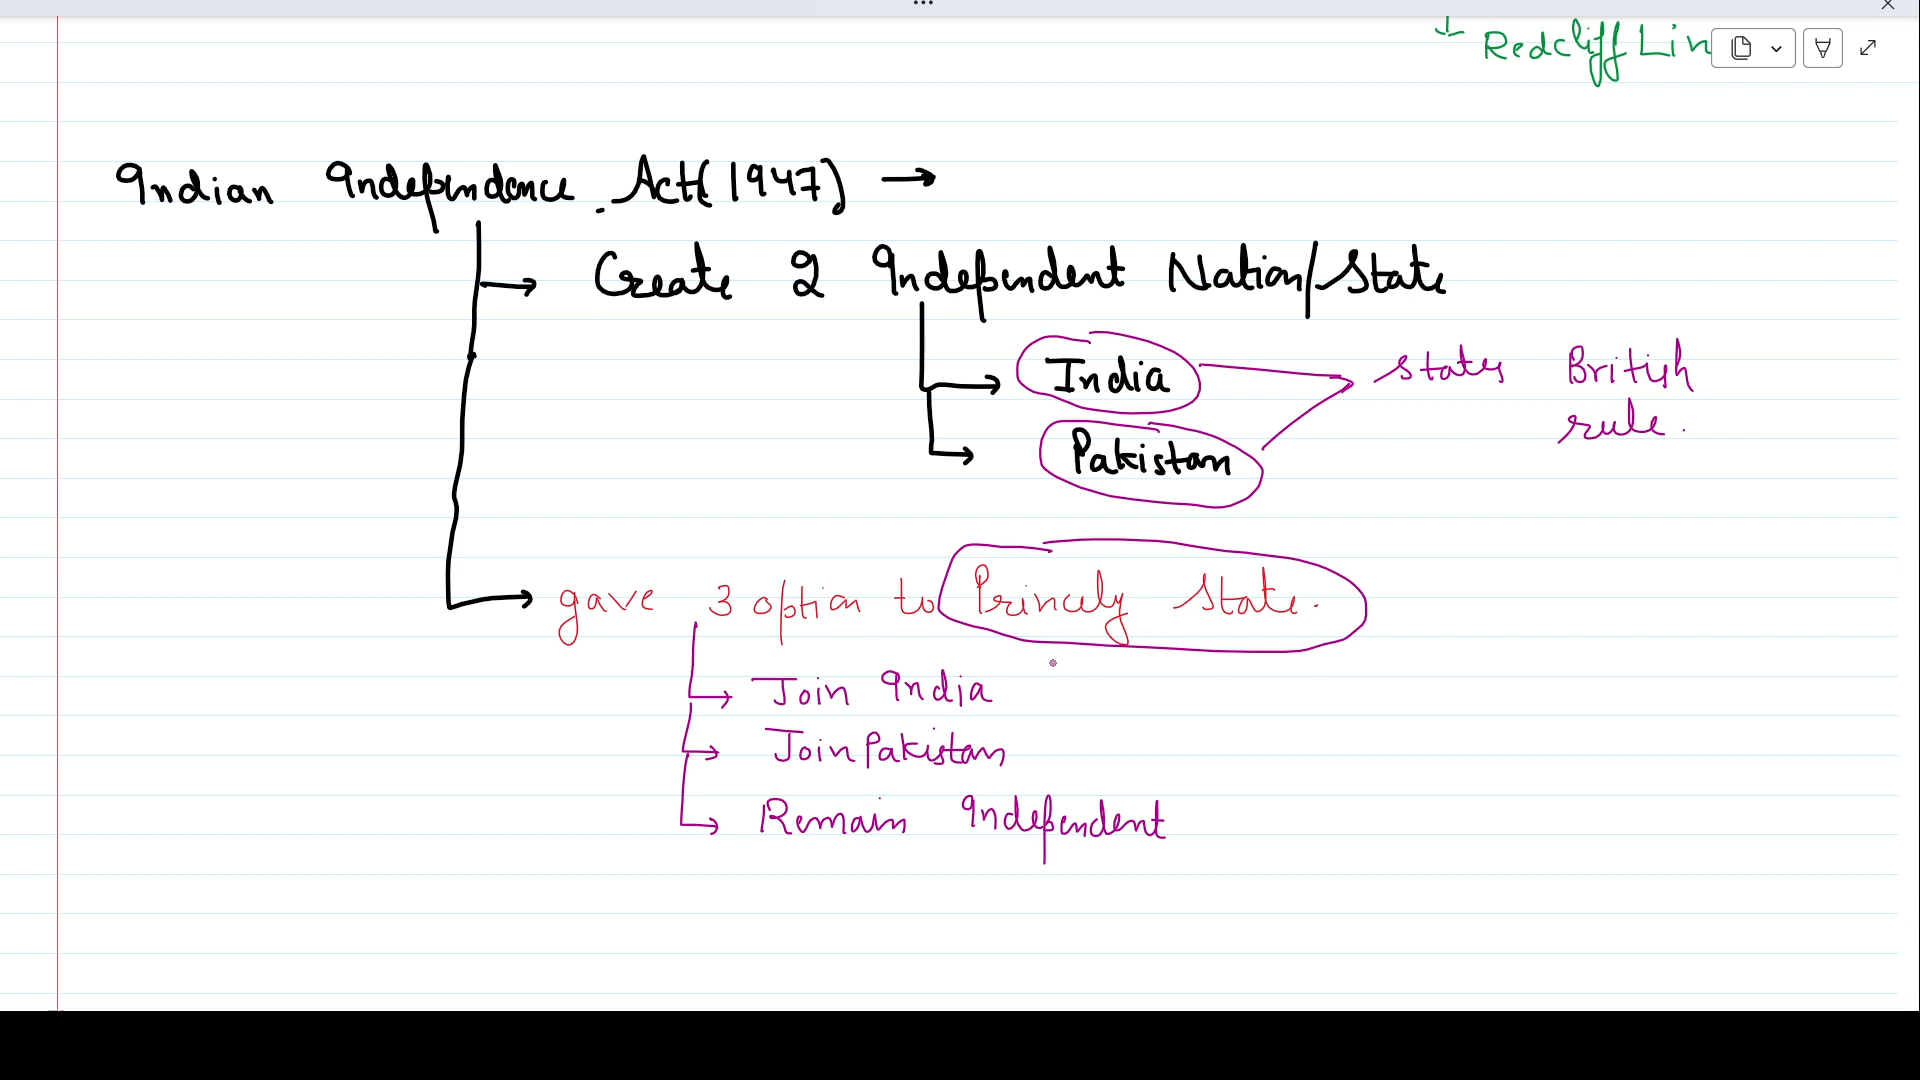 Redcliff Lin
Indian Independence Act (1947) →
→ Create 2 Independent Nation/State
→ India
states British
rule.
→ Pakistan
→ gave 3 option to Princely State.
→ Join India
→ Join Pakistan
→ Remain Independent